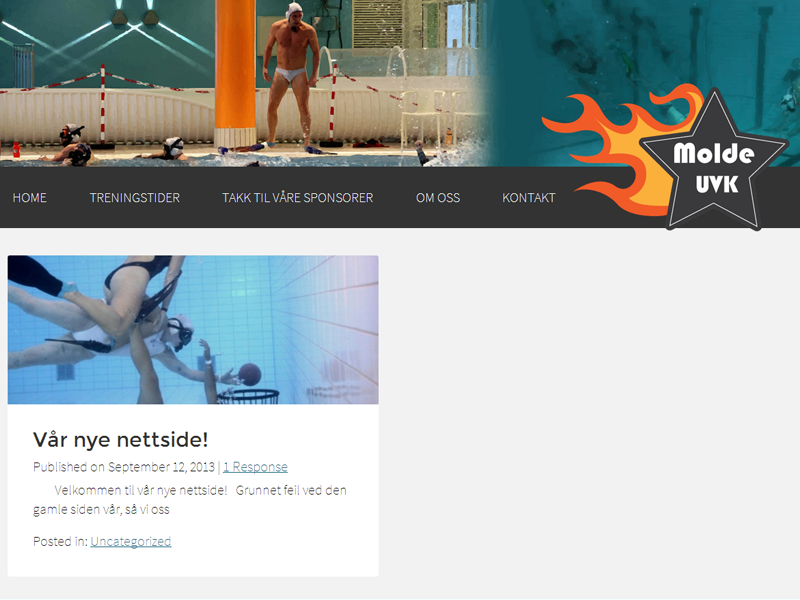 Molde
UVK
HOME TRENINGSTIDER TAKK TIL VÅRE SPONSORER OM OSS KONTAKT
Vår nye nettside!
Published on September 12, 2013 | 1 Response
Velkommen til vår nye nettside! Grunnet feil ved den
gamle siden vår, så vi oss
Posted in: Uncategorized